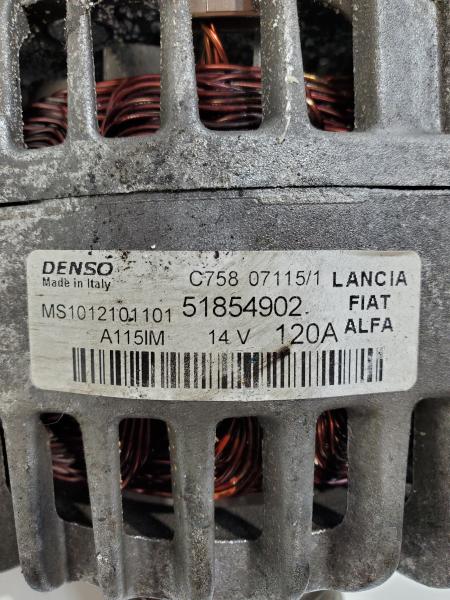 DENSO C758 07115/1 LANCIA
Made in Italy FIAT
MS1012101101 51854902. ALFA
A115IM 14 V 120A